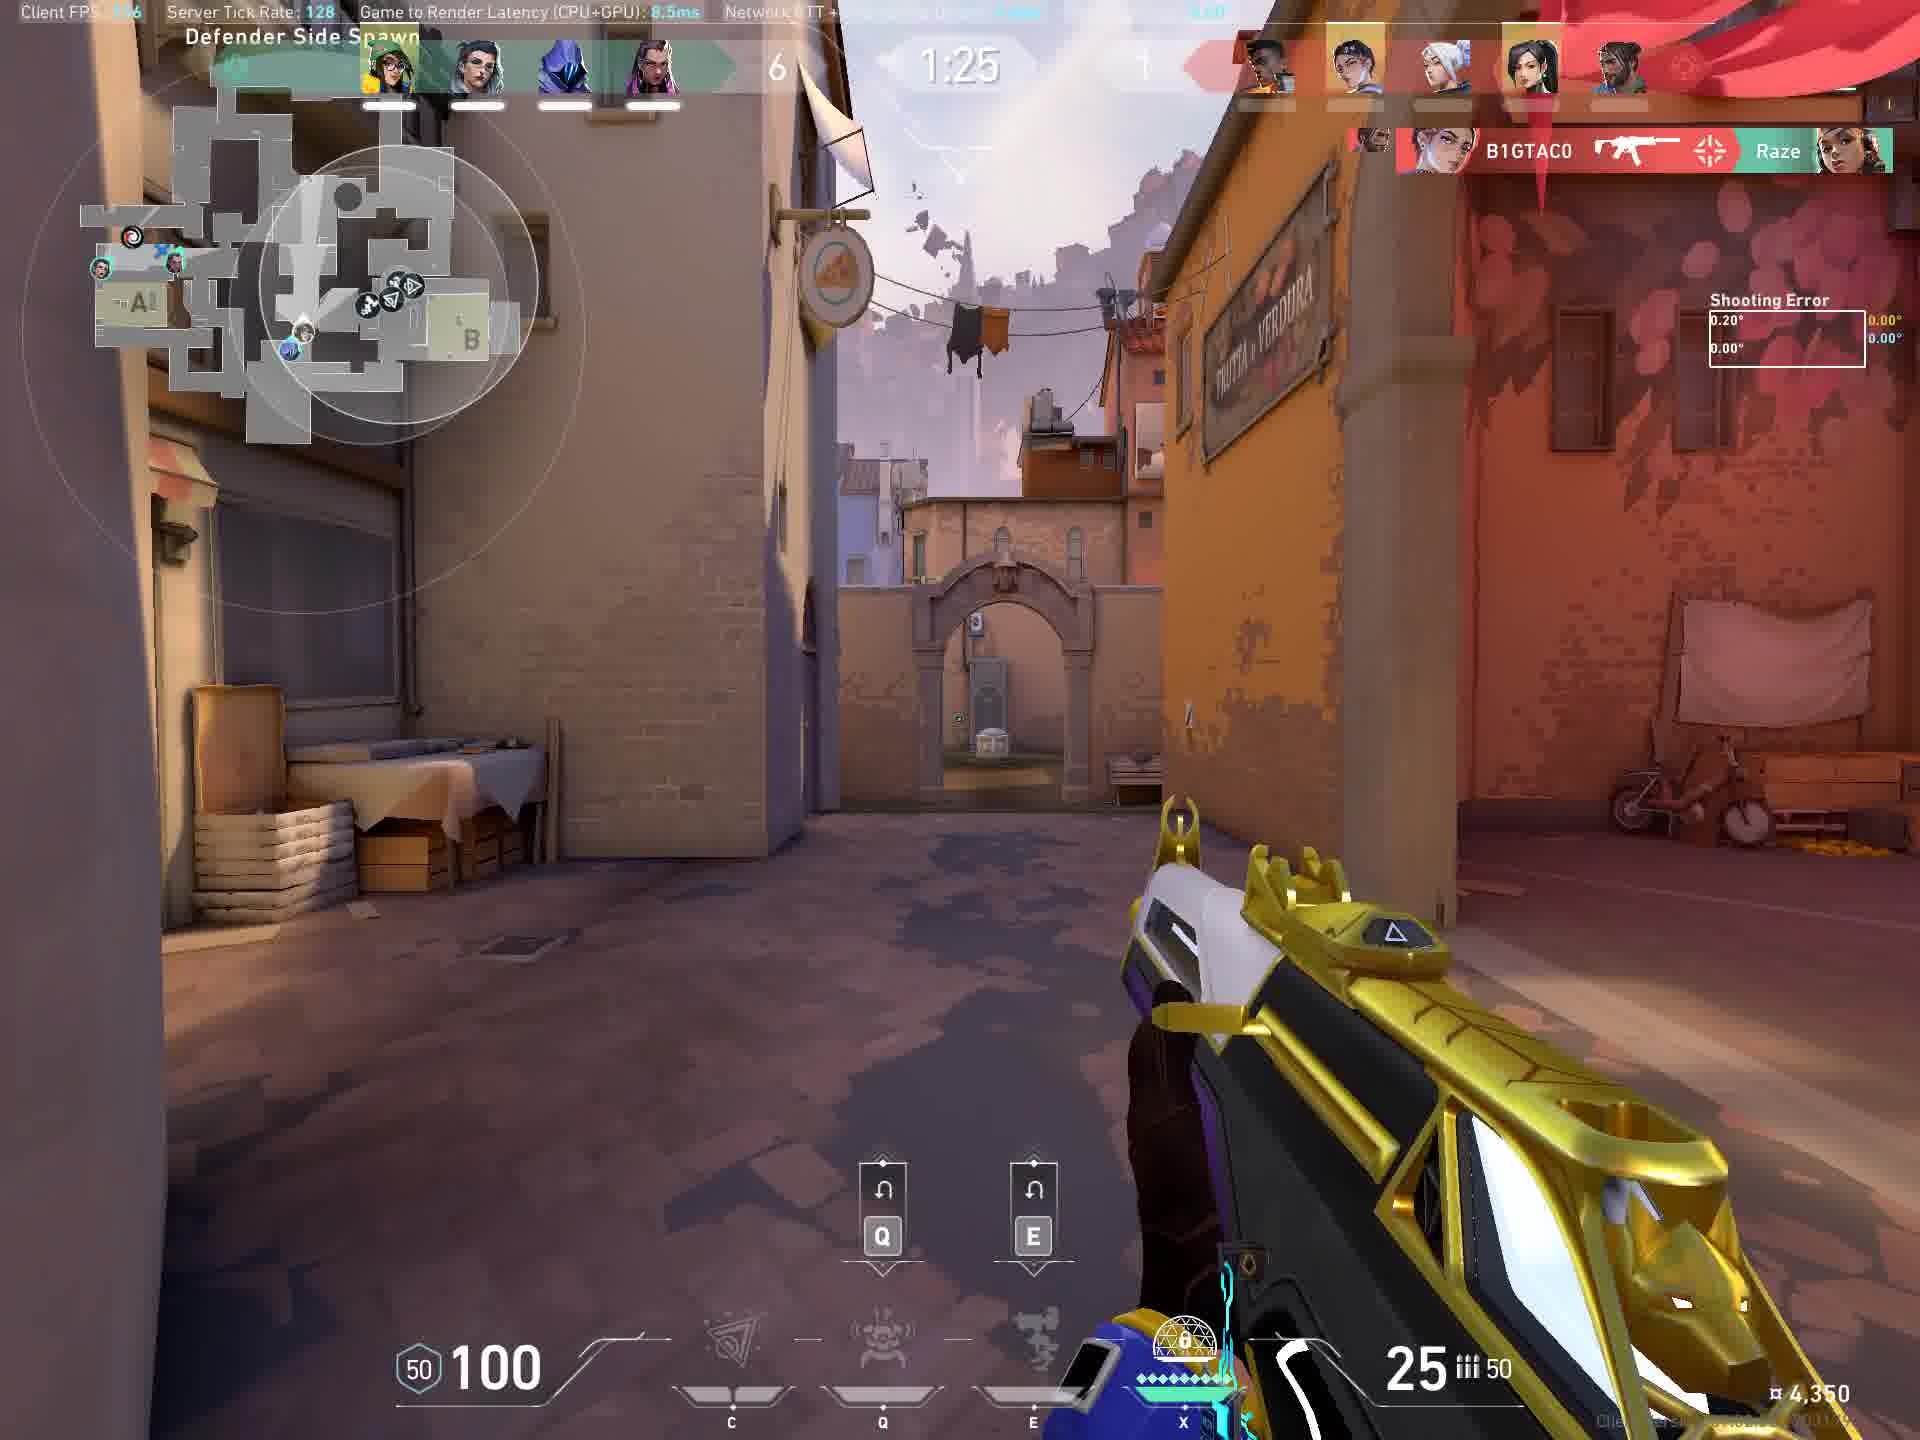 Client FPS:
Server Tick Rate: 128
Game to Render Latency (CPU+GPU): 8.5ms
Network RTT +
Defender Side Spawn
6
1:25
1
B1GTAC0
Raze
Shooting Error
0.20°
0.00°
0.00°
0.00°
A
B
FRUTTA e VERDURA
Q
E
50
100
25
50
¤ 4,350
C
Q
E
X